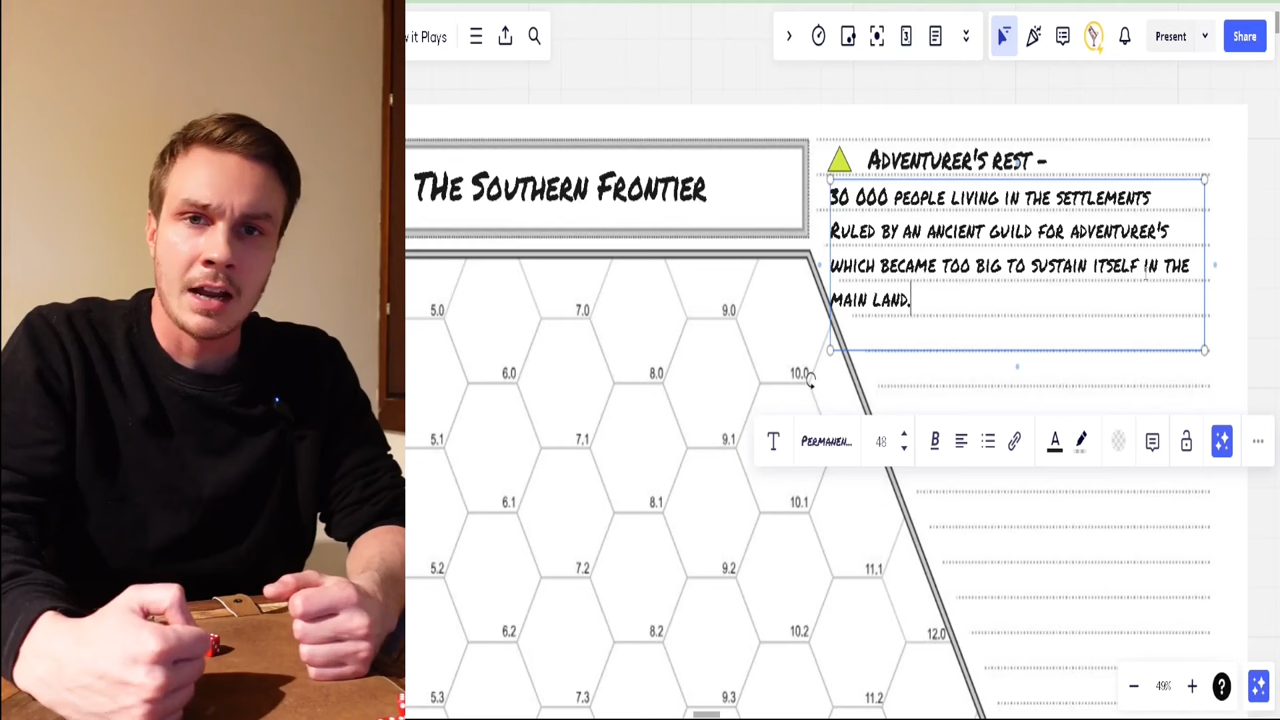 w it Plays
3
Present
Share
THe Southern Frontier
Adventurer's rest -
30 000 people living in the settlements
Ruled by an ancient guild for adventurer's
which became too big to sustain itself in the
main land.
5.0
7.0
9.0
6.0
8.0
10.0
5.1
7.1
9.1
T
Permanen...
48
B
A
...
6.1
8.1
10.1
5.2
7.2
9.2
11.1
6.2
8.2
10.2
12.0
5.3
7.3
9.3
11.2
49%
?